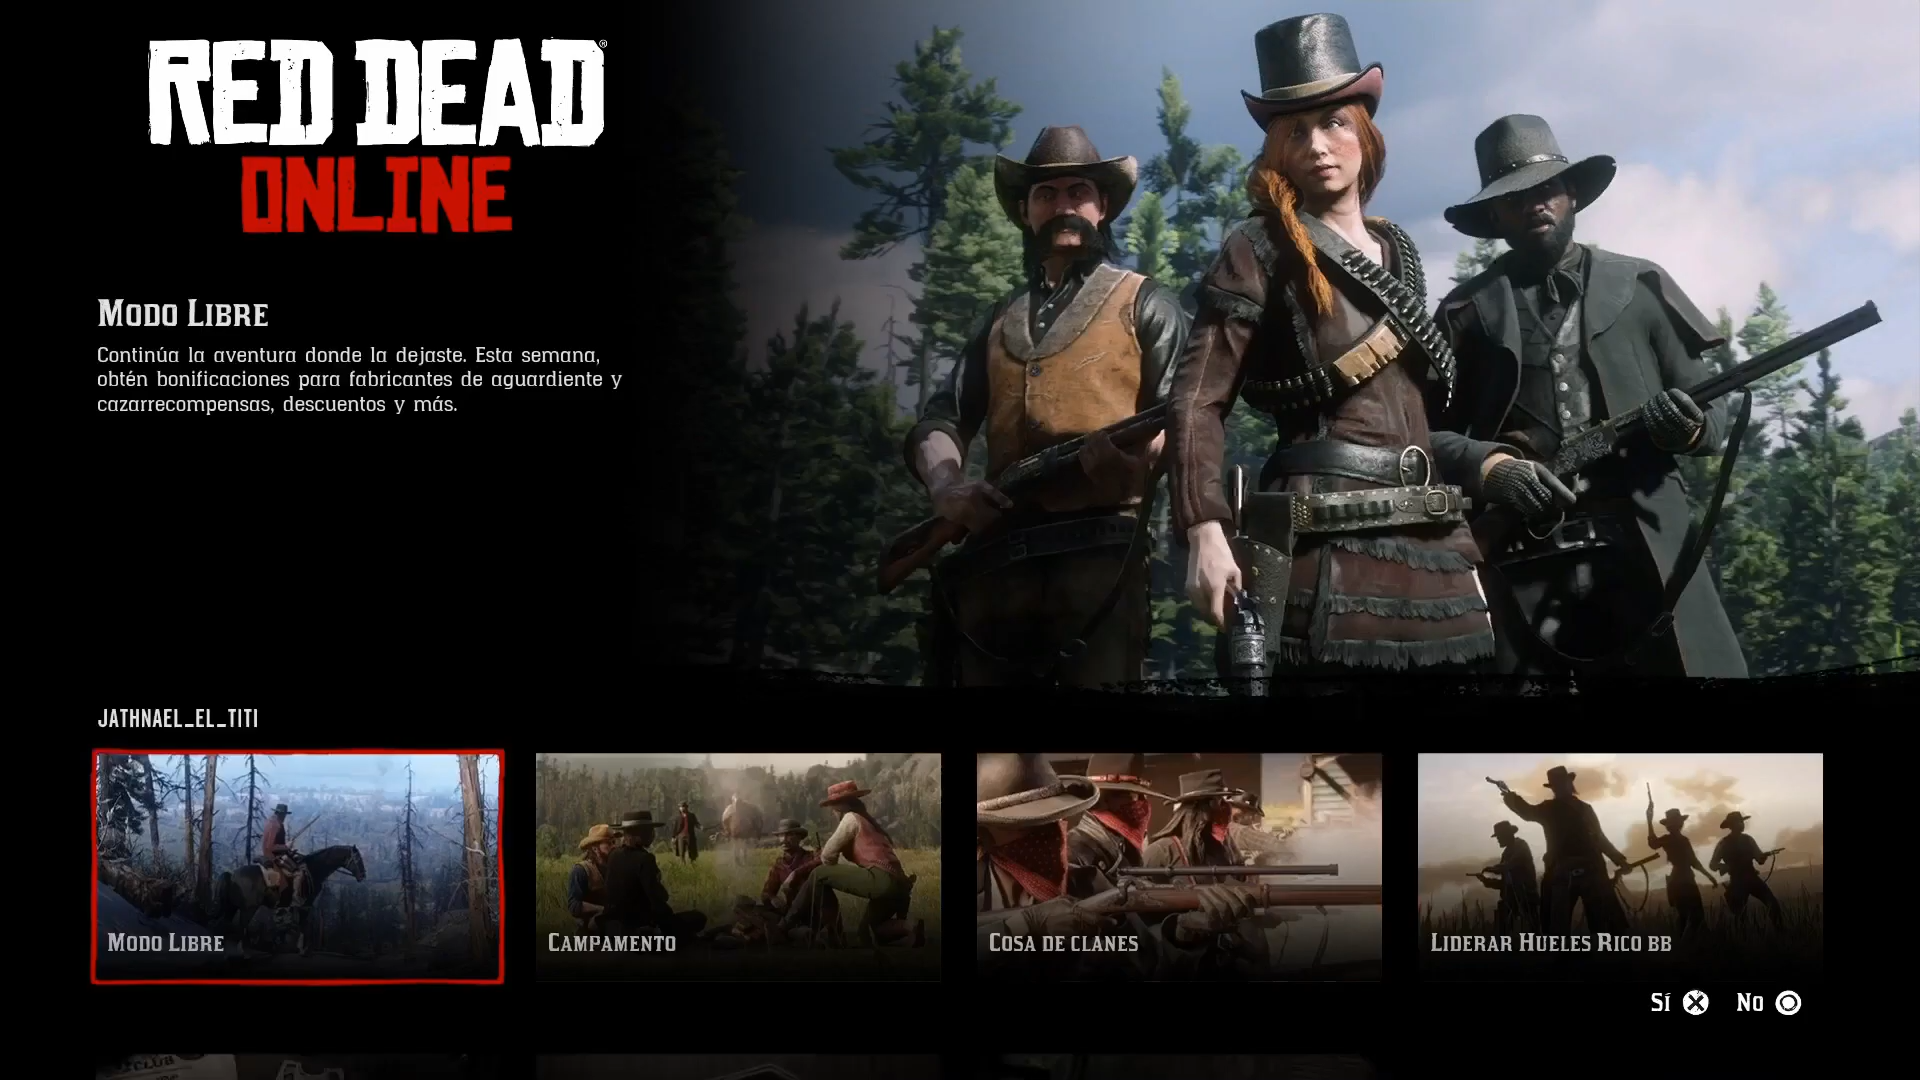 RED DEAD®
ONLINE
Modo Libre
Continúa la aventura donde la dejaste. Esta semana,
obtén bonificaciones para fabricantes de aguardiente y
cazarrecompensas, descuentos y más.
JATHNAEL_EL_TITI
Modo Libre
Campamento
Cosa de clanes
Liderar Hueles Rico BB
Sí No